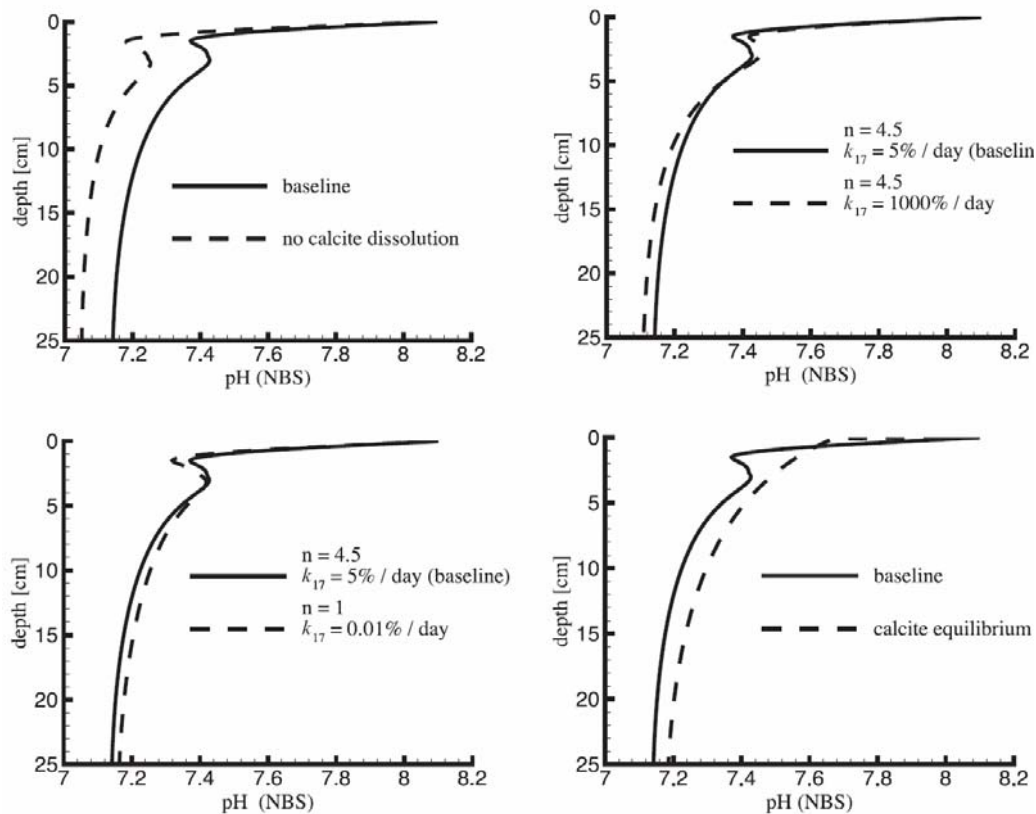 0
5
10
15
20
25
depth [cm]
baseline
no calcite dissolution
7 7.2 7.4 7.6 7.8 8 8.2
pH (NBS)
0
5
10
15
20
25
depth [cm]
n = 4.5
k17 = 5% / day (baselin
n = 4.5
k17 = 1000% / day
7 7.2 7.4 7.6 7.8 8 8.2
pH (NBS)
0
5
10
15
20
25
depth [cm]
n = 4.5
k17 = 5% / day (baseline)
n = 1
k17 = 0.01% / day
7 7.2 7.4 7.6 7.8 8 8.2
pH (NBS)
0
5
10
15
20
25
depth [cm]
baseline
calcite equilibrium
7 7.2 7.4 7.6 7.8 8 8.2
pH (NBS)